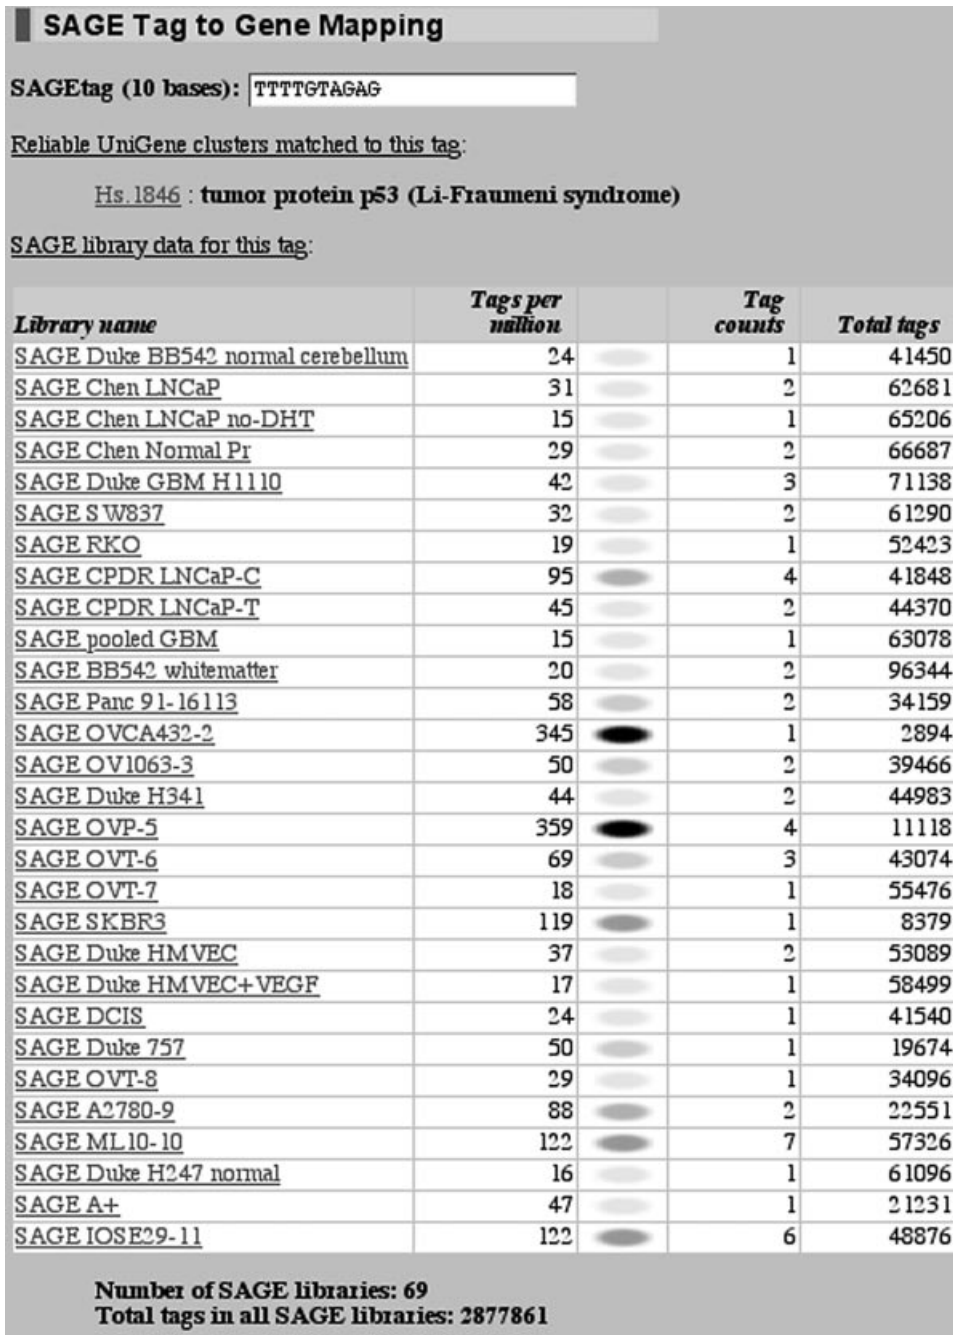 SAGE Tag to Gene Mapping
SAGEtag (10 bases): TTTTGTAGAG
Reliable UniGene clusters matched to this tag:
Hs.1846 : tumor protein p53 (Li-Fraumeni syndrome)
SAGE library data for this tag:
Library name Tags per million Tag counts Total tags
SAGE Duke BB542 normal cerebellum 24 1 41450
SAGE Chen LNCaP 31 2 62681
SAGE Chen LNCaP no-DHT 15 1 65206
SAGE Chen Normal Pr 29 2 66687
SAGE Duke GBM H1110 42 3 71138
SAGE SW837 32 2 61290
SAGE RKO 19 1 52423
SAGE CPDR LNCaP-C 95 4 41848
SAGE CPDR LNCaP-T 45 2 44370
SAGE pooled GBM 15 1 63078
SAGE BB542 whitematter 20 2 96344
SAGE Panc 91-16113 58 2 34159
SAGE OVCA432-2 345 1 2894
SAGE OV1063-3 50 2 39466
SAGE Duke H341 44 2 44983
SAGE OVP-5 359 4 11118
SAGE OVT-6 69 3 43074
SAGE OVT-7 18 1 55476
SAGE SKBR3 119 1 8379
SAGE Duke HMVEC 37 2 53089
SAGE Duke HMVEC+VEGF 17 1 58499
SAGE DCIS 24 1 41540
SAGE Duke 757 50 1 19674
SAGE OVT-8 29 1 34096
SAGE A2780-9 88 2 22551
SAGE ML10-10 122 7 57326
SAGE Duke H247 normal 16 1 61096
SAGE A+ 47 1 21231
SAGE IOSE29-11 122 6 48876
Number of SAGE libraries: 69
Total tags in all SAGE libraries: 2877861